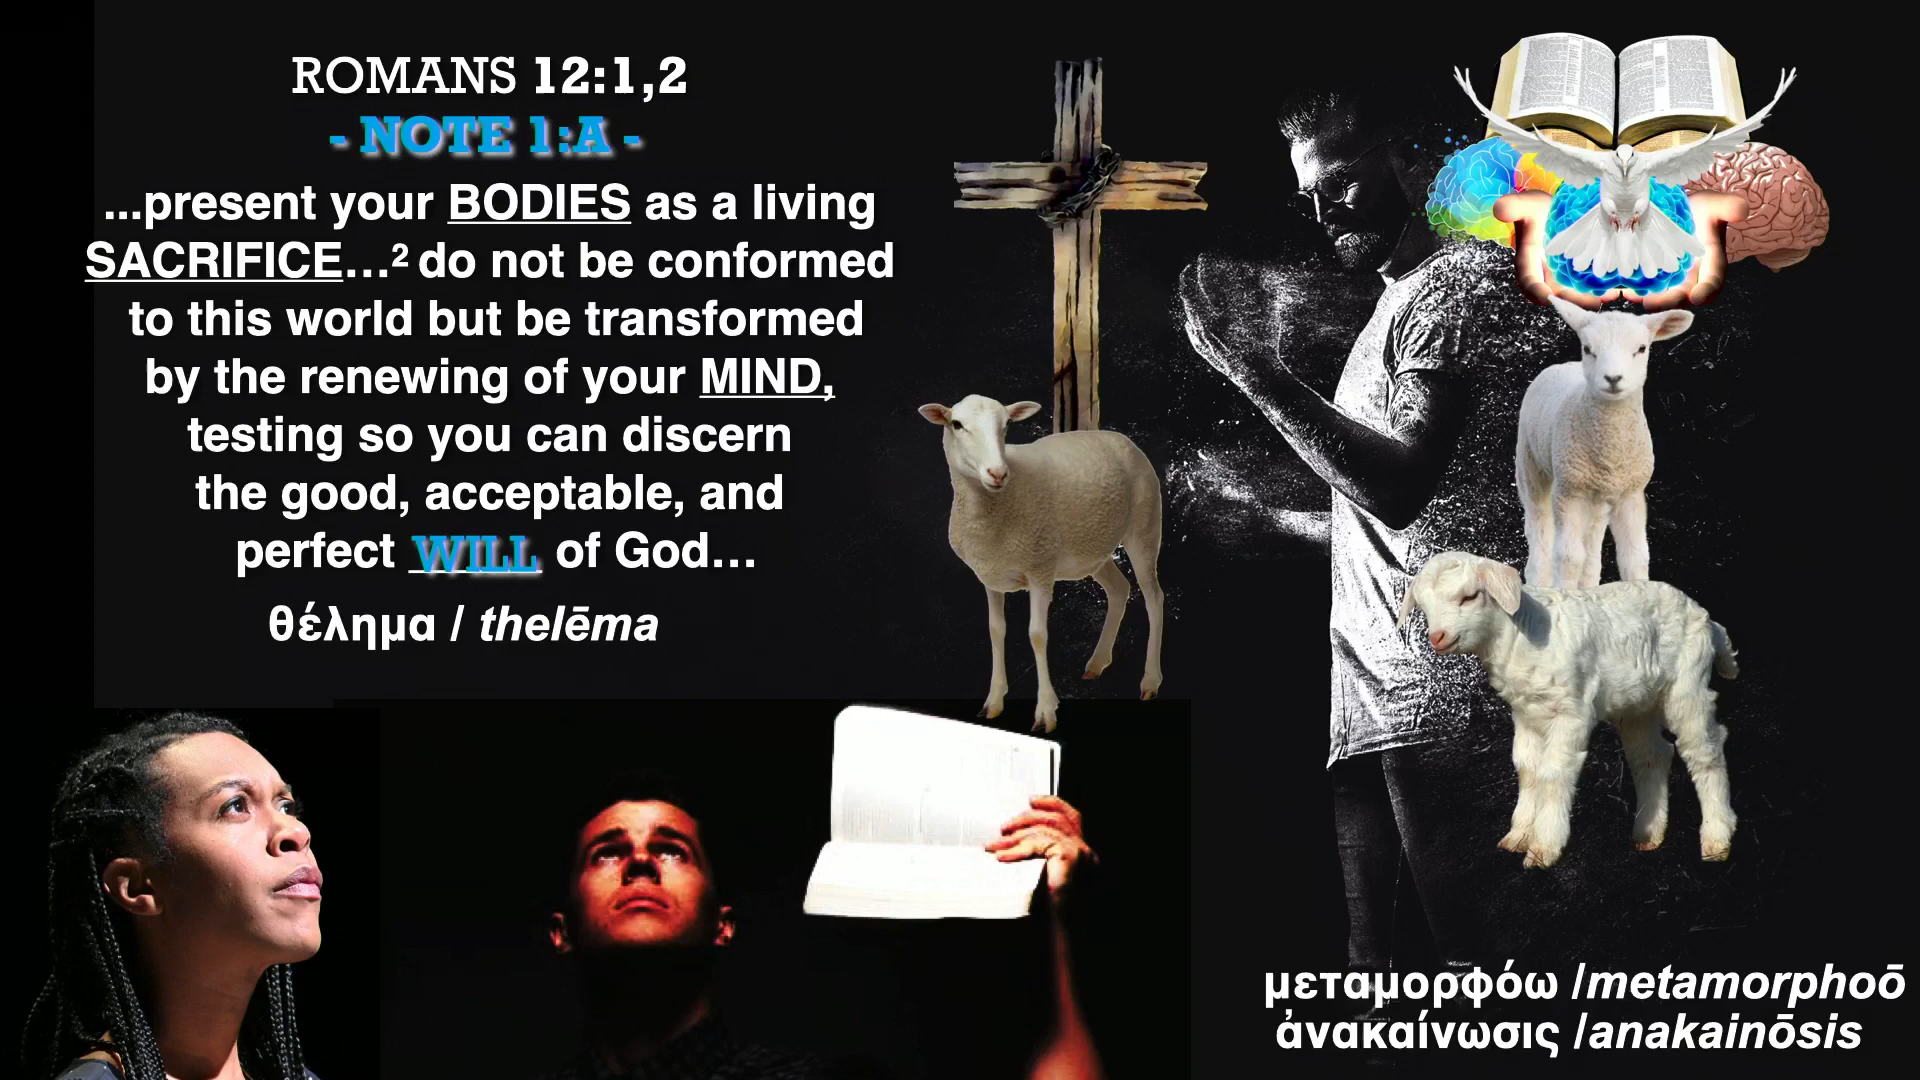 ROMANS 12:1,2
- NOTE 1:A -
...present your BODIES as a living
SACRIFICE…² do not be conformed
to this world but be transformed
by the renewing of your MIND,
testing so you can discern
the good, acceptable, and
perfect WILL of God…
θέλημα / thelēma
μεταμορφόω /metamorphoō
ἀνακαίνωσις /anakainōsis